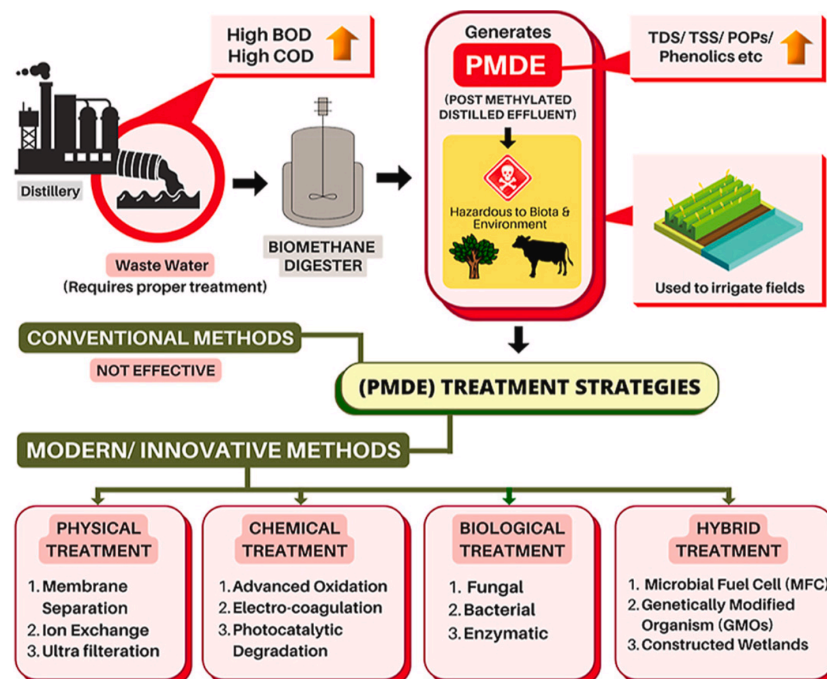 High BOD
High COD
Generates
PMDE
(POST METHYLATED
DISTILLED EFFLUENT)
TDS/ TSS/ POPs/
Phenolics etc
Distillery
Waste Water
(Requires proper treatment)
BIOMETHANE
DIGESTER
Hazardous to Biota &
Environment
Used to irrigate fields
CONVENTIONAL METHODS
NOT EFFECTIVE
(PMDE) TREATMENT STRATEGIES
MODERN/ INNOVATIVE METHODS
PHYSICAL
TREATMENT
1. Membrane
Separation
2. Ion Exchange
3. Ultra filteration
CHEMICAL
TREATMENT
1. Advanced Oxidation
2. Electro-coagulation
3. Photocatalytic
Degradation
BIOLOGICAL
TREATMENT
1. Fungal
2. Bacterial
3. Enzymatic
HYBRID
TREATMENT
1. Microbial Fuel Cell (MFC)
2. Genetically Modified
Organism (GMOs)
3. Constructed Wetlands